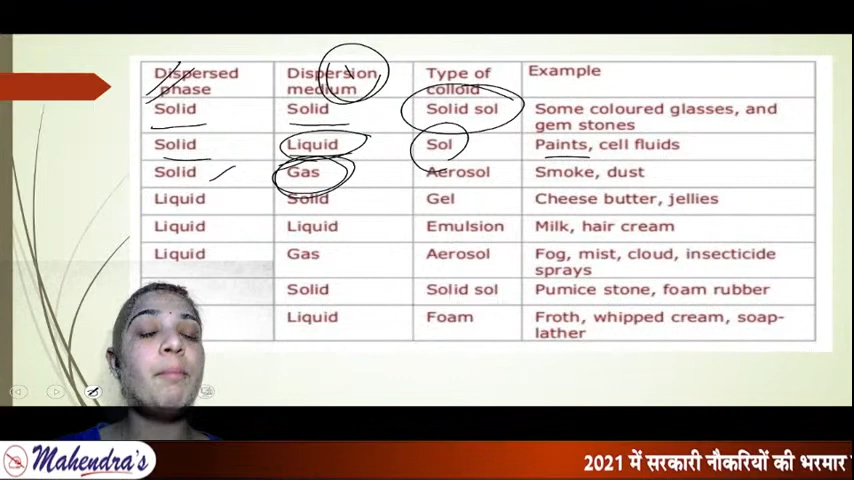 Dispersed Dispersion Type of Example
phase medium colloid
Solid Solid Solid sol Some coloured glasses, and
gem stones
Solid Liquid Sol Paints, cell fluids
Solid Gas Aerosol Smoke, dust
Liquid Solid Gel Cheese butter, jellies
Liquid Liquid Emulsion Milk, hair cream
Liquid Gas Aerosol Fog, mist, cloud, insecticide
sprays
Solid Solid sol Pumice stone, foam rubber
Liquid Foam Froth, whipped cream, soap-
lather
Mahendra's
2021 में सरकारी नौकरियों की भरमार